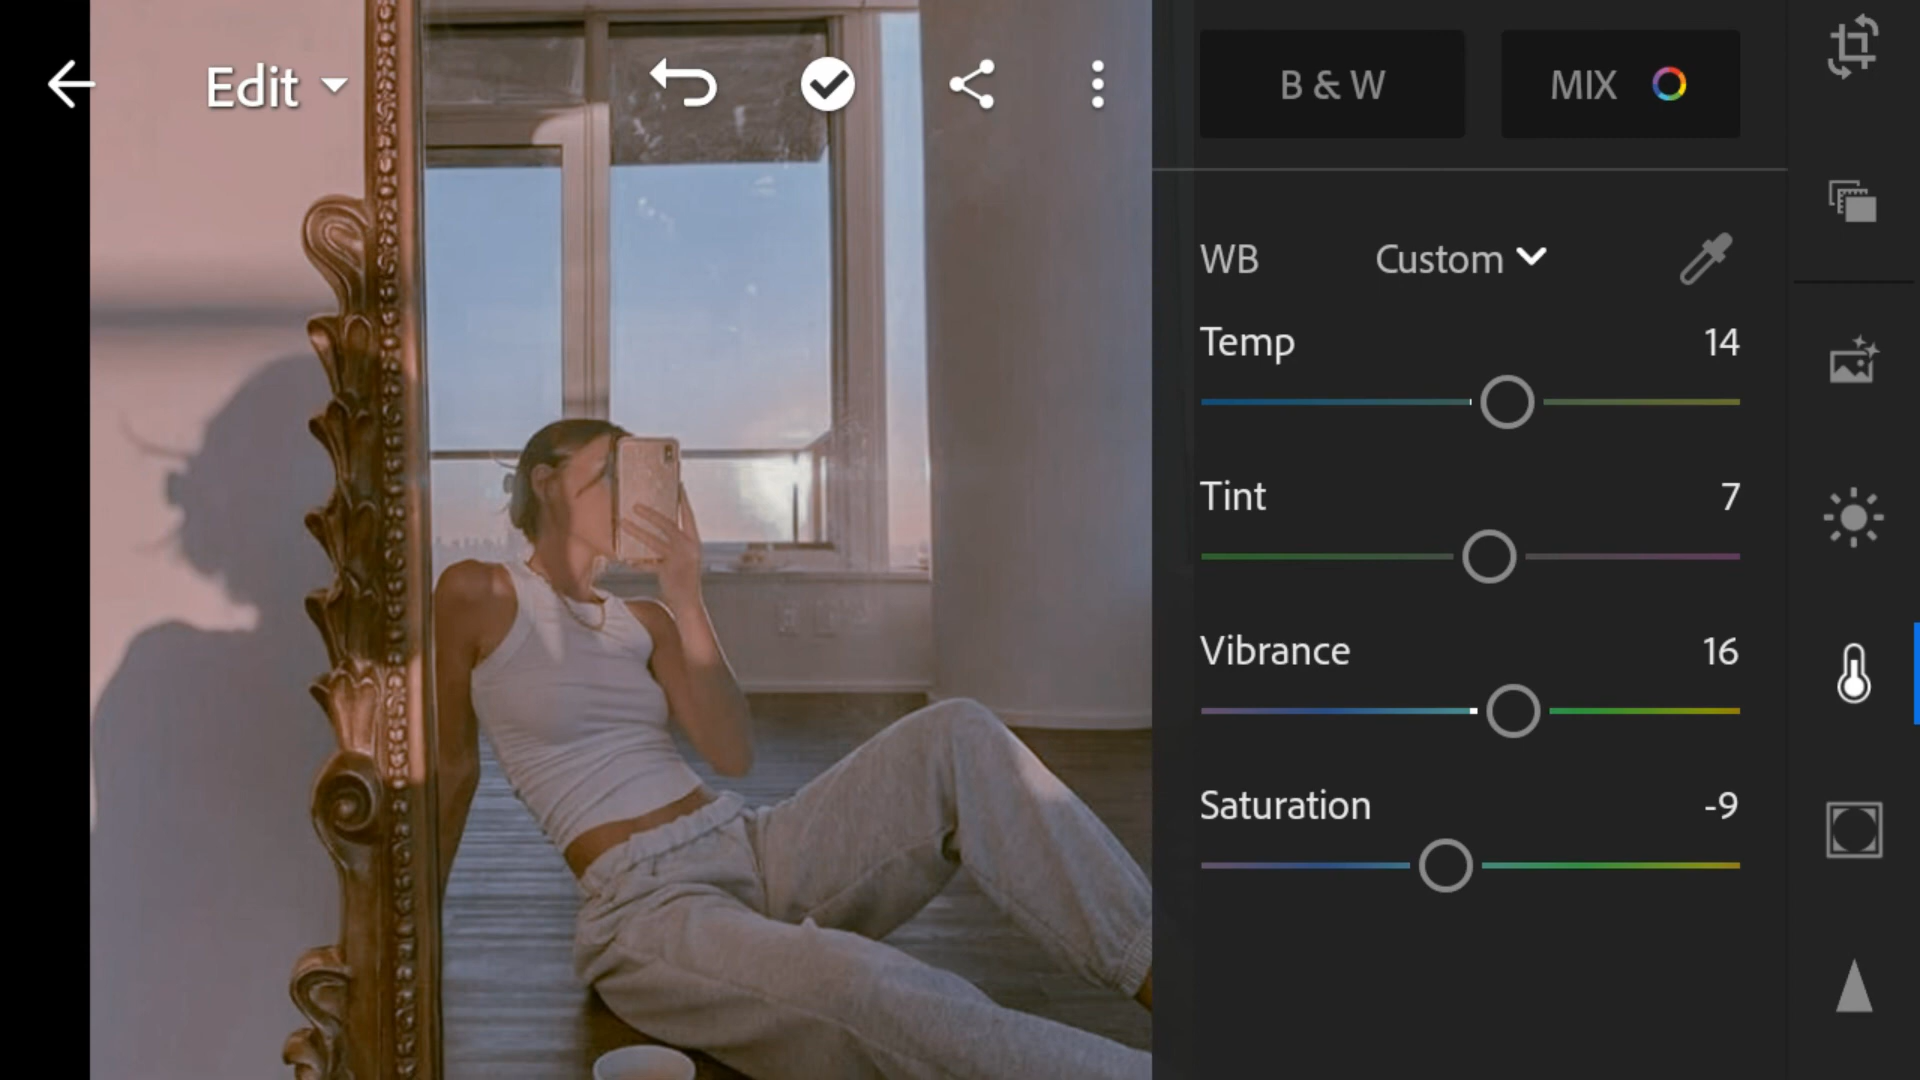 Edit
B & W
MIX
WB
Custom
Temp
14
Tint
7
Vibrance
16
Saturation
-9